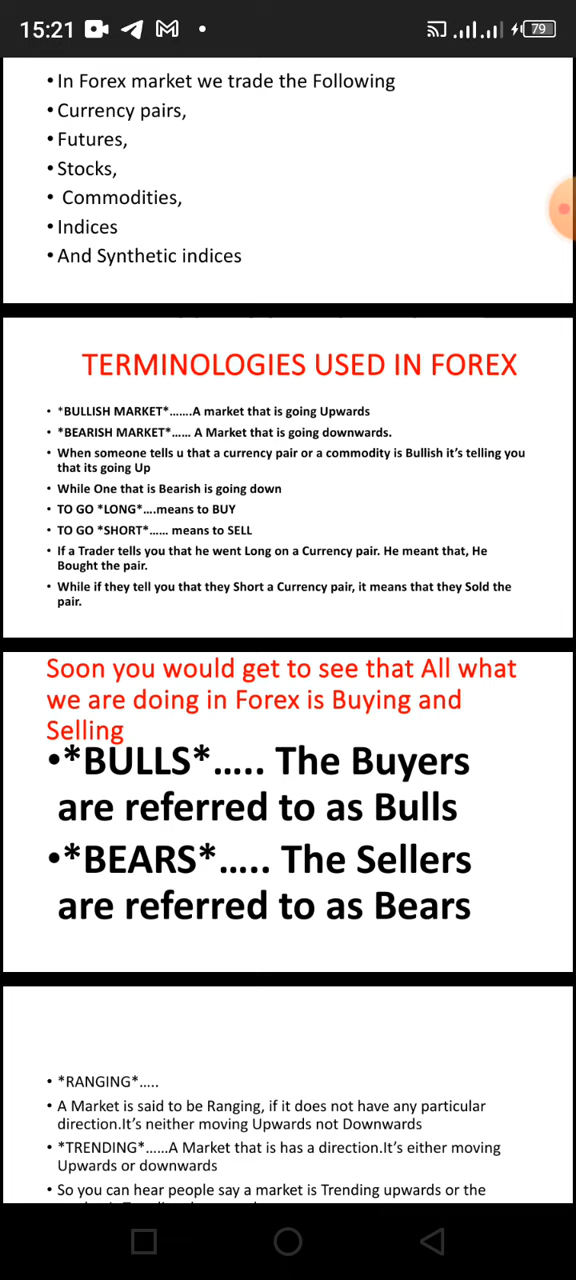 15:21
79
• In Forex market we trade the Following
• Currency pairs,
• Futures,
• Stocks,
• Commodities,
• Indices
• And Synthetic indices
TERMINOLOGIES USED IN FOREX
• *BULLISH MARKET*…….A market that is going Upwards
• *BEARISH MARKET*…… A Market that is going downwards.
• When someone tells u that a currency pair or a commodity is Bullish it’s telling you
that its going Up
• While One that is Bearish is going down
• TO GO *LONG*….means to BUY
• TO GO *SHORT*…… means to SELL
• If a Trader tells you that he went Long on a Currency pair. He meant that, He
Bought the pair.
• While if they tell you that they Short a Currency pair, it means that they Sold the
pair.
Soon you would get to see that All what
we are doing in Forex is Buying and
Selling
•*BULLS*….. The Buyers
are referred to as Bulls
•*BEARS*….. The Sellers
are referred to as Bears
• *RANGING*…..
• A Market is said to be Ranging, if it does not have any particular
direction.It’s neither moving Upwards not Downwards
• *TRENDING*……A Market that is has a direction.It’s either moving
Upwards or downwards
• So you can hear people say a market is Trending upwards or the